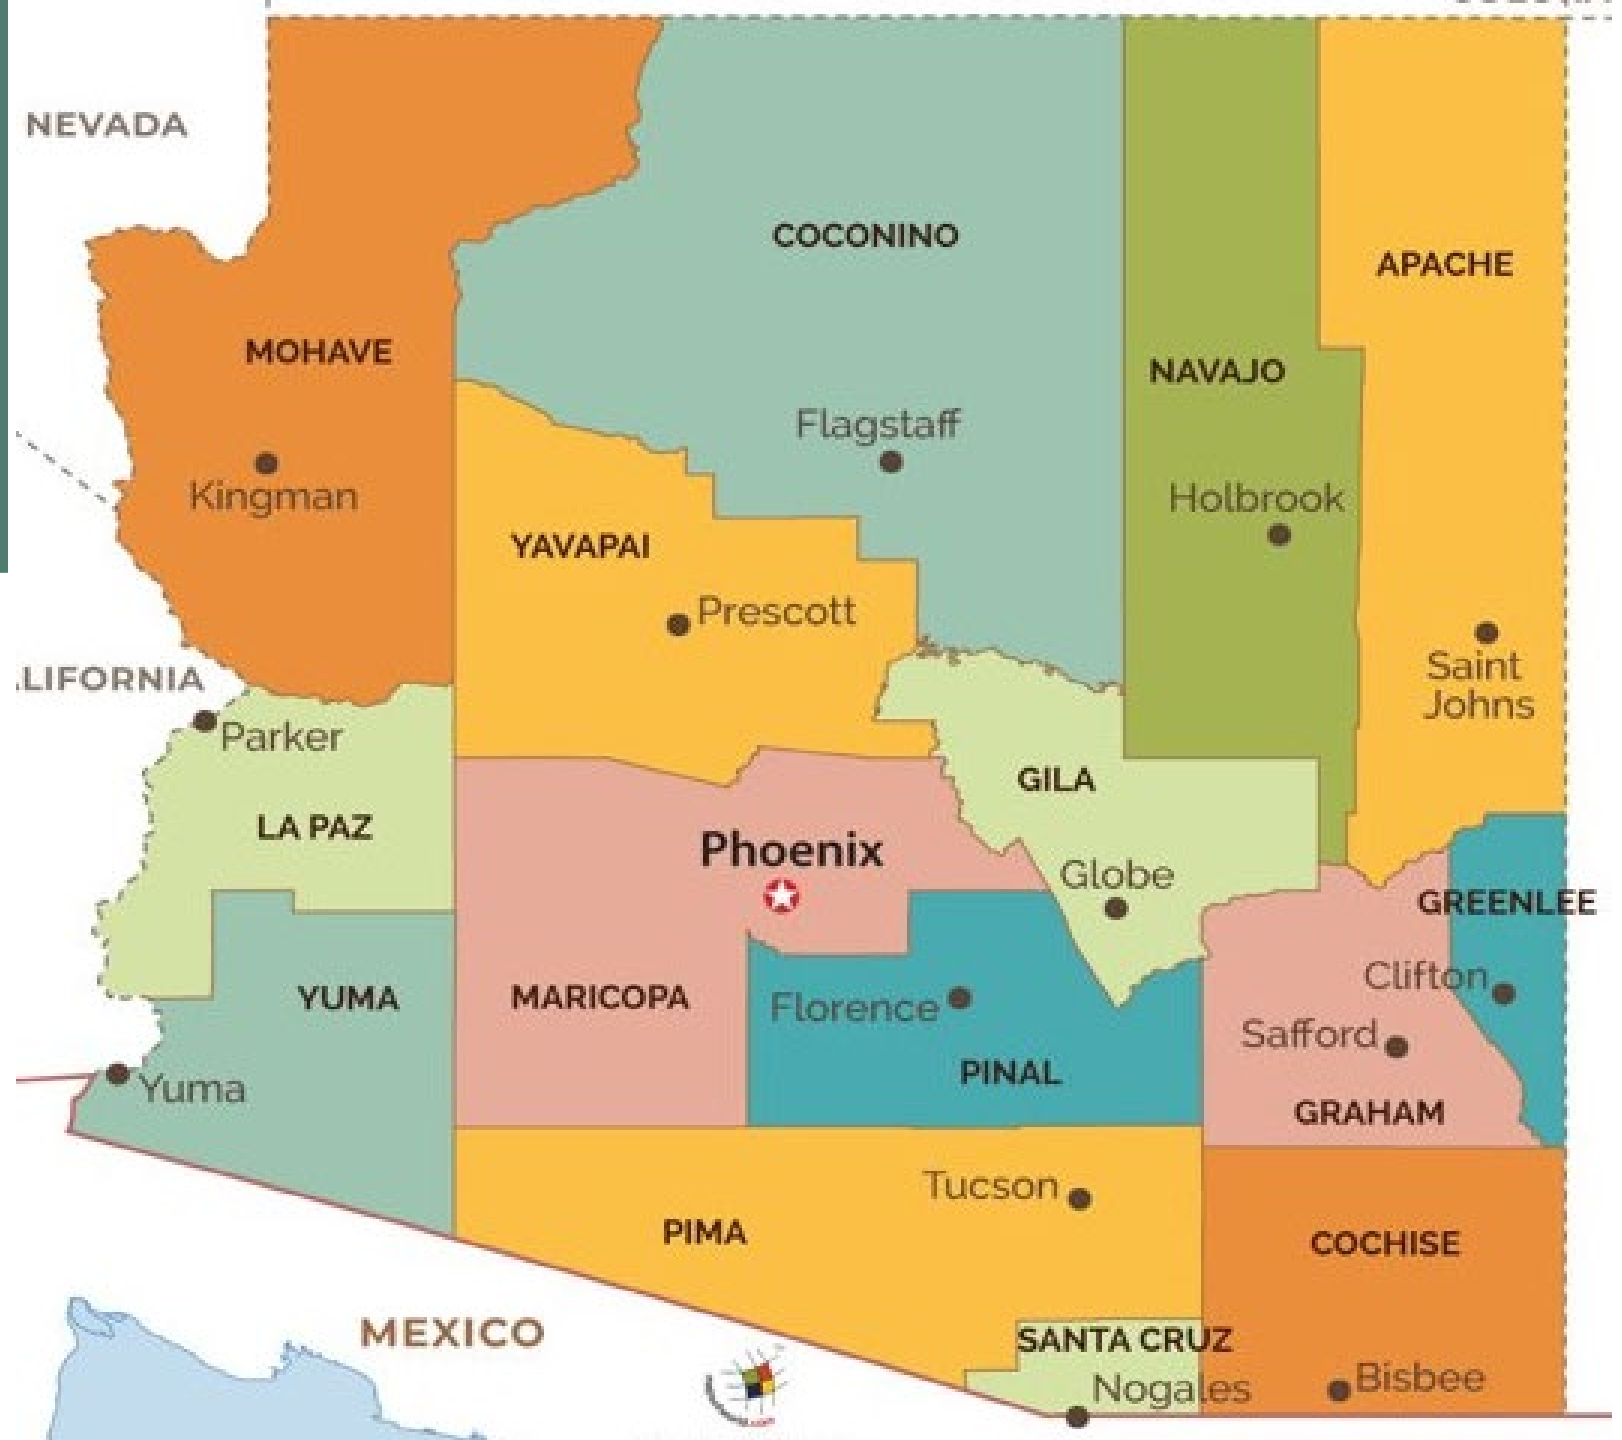 NEVADA
COCONINO
APACHE
MOHAVE
NAVAJO
Flagstaff
Kingman
Holbrook
YAVAPAI
Prescott
Saint
Johns
LIFORNIA
Parker
GILA
LA PAZ
Phoenix
Globe
GREENLEE
Clifton
YUMA
MARICOPA
Florence
Safford
PINAL
Yuma
GRAHAM
Tucson
PIMA
COCHISE
MEXICO
SANTA CRUZ
Nogales
Bisbee